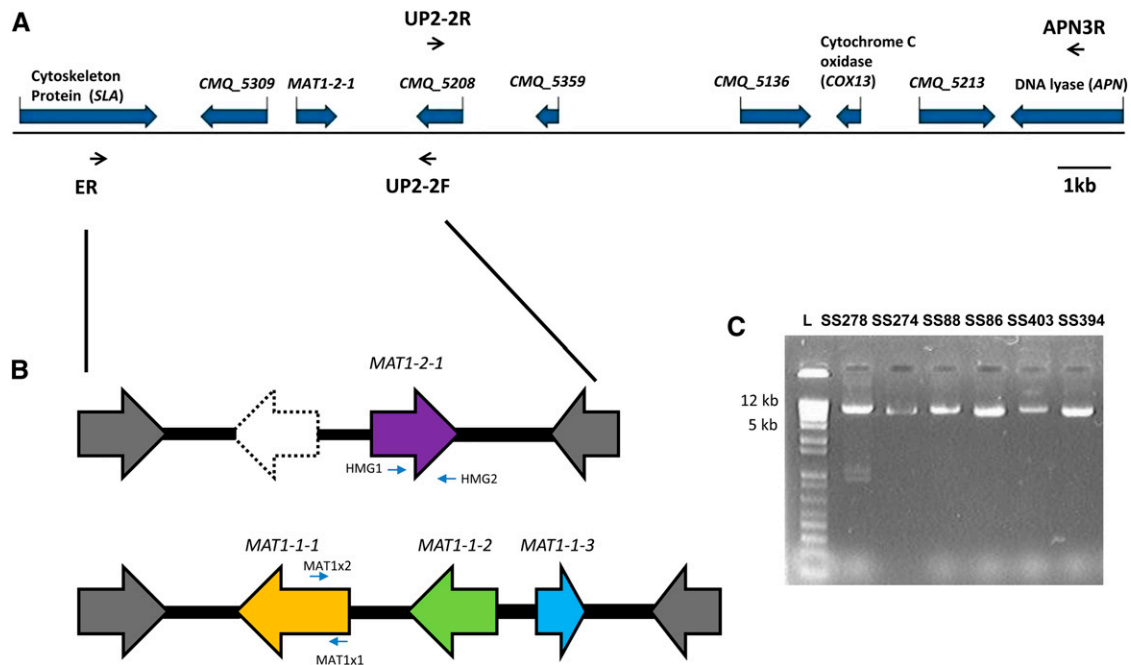 A
UP2-2R
APN3R
Cytoskeleton
Protein (SLA)
CMQ_5309
MAT1-2-1
CMQ_5208
CMQ_5359
CMQ_5136
Cytochrome C
oxidase
(COX13)
CMQ_5213
DNA lyase (APN)
ER
UP2-2F
1kb
B
MAT1-2-1
HMG1
HMG2
MAT1-1-1
MAT1-1-2
MAT1-1-3
MAT1x2
MAT1x1
C
L SS278 SS274 SS88 SS86 SS403 SS394
12 kb
5 kb